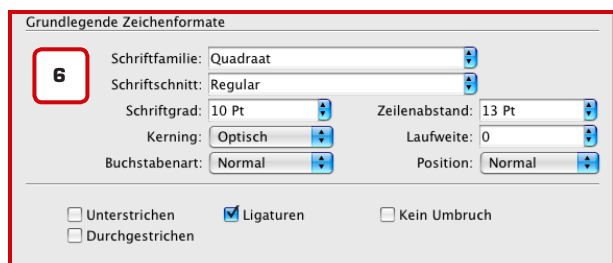 Grundlegende Zeichenformate
6
Schriftfamilie: Quadraat
Schriftschnitt: Regular
Schriftgrad: 10 Pt Zeilenabstand: 13 Pt
Kerning: Optisch Laufweite: 0
Buchstabenart: Normal Position: Normal
Unterstrichen Ligaturen Kein Umbruch
Durchgestrichen